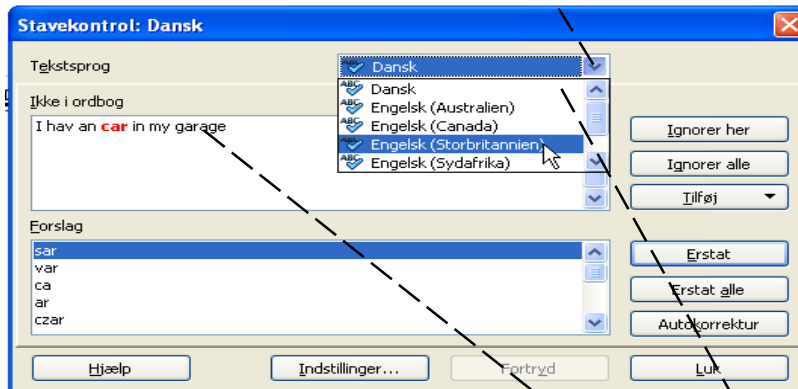 Stavekontrol: Dansk
Tekstsprog
Dansk
Dansk
Engelsk (Australien)
Engelsk (Canada)
Engelsk (Storbritannien)
Engelsk (Sydafrika)
Ikke i ordbog
I hav an car in my garage
Ignorer her
Ignorer alle
Tilføj
Forslag
sar
var
ca
ar
czar
Erstat
Erstat alle
Autokorrektur
Hjælp
Indstillinger...
Fortryd
Luk